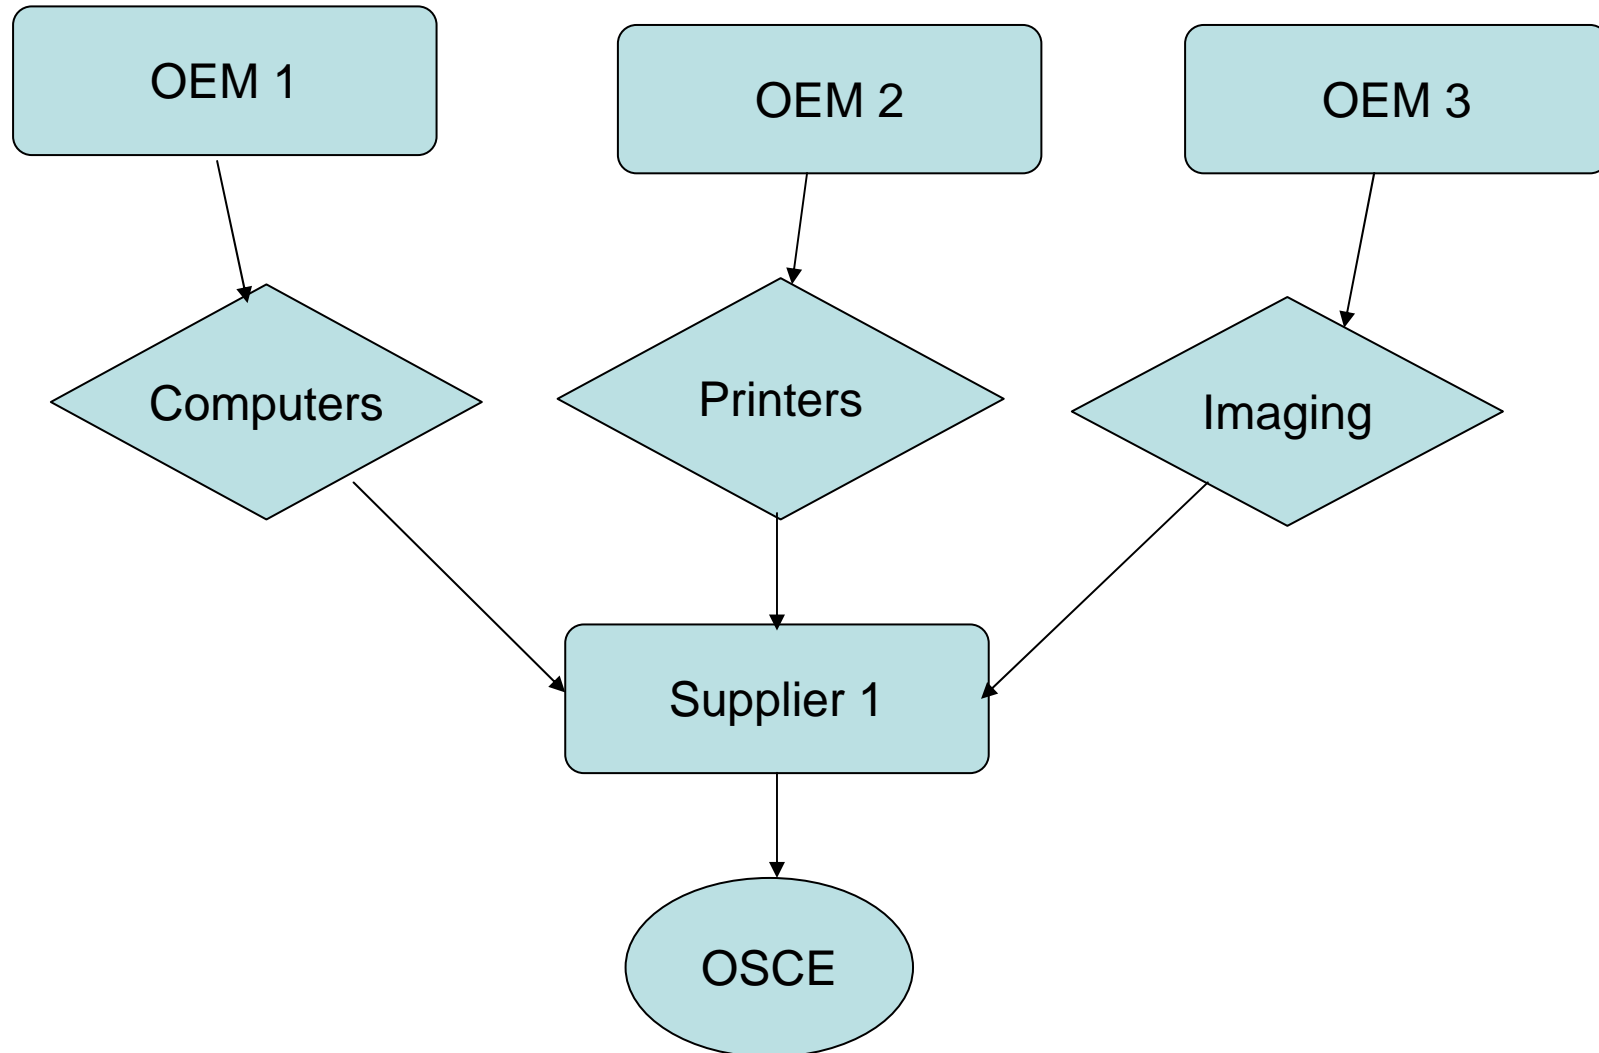 OEM 1
OEM 2
OEM 3
Computers
Printers
Imaging
Supplier 1
OSCE